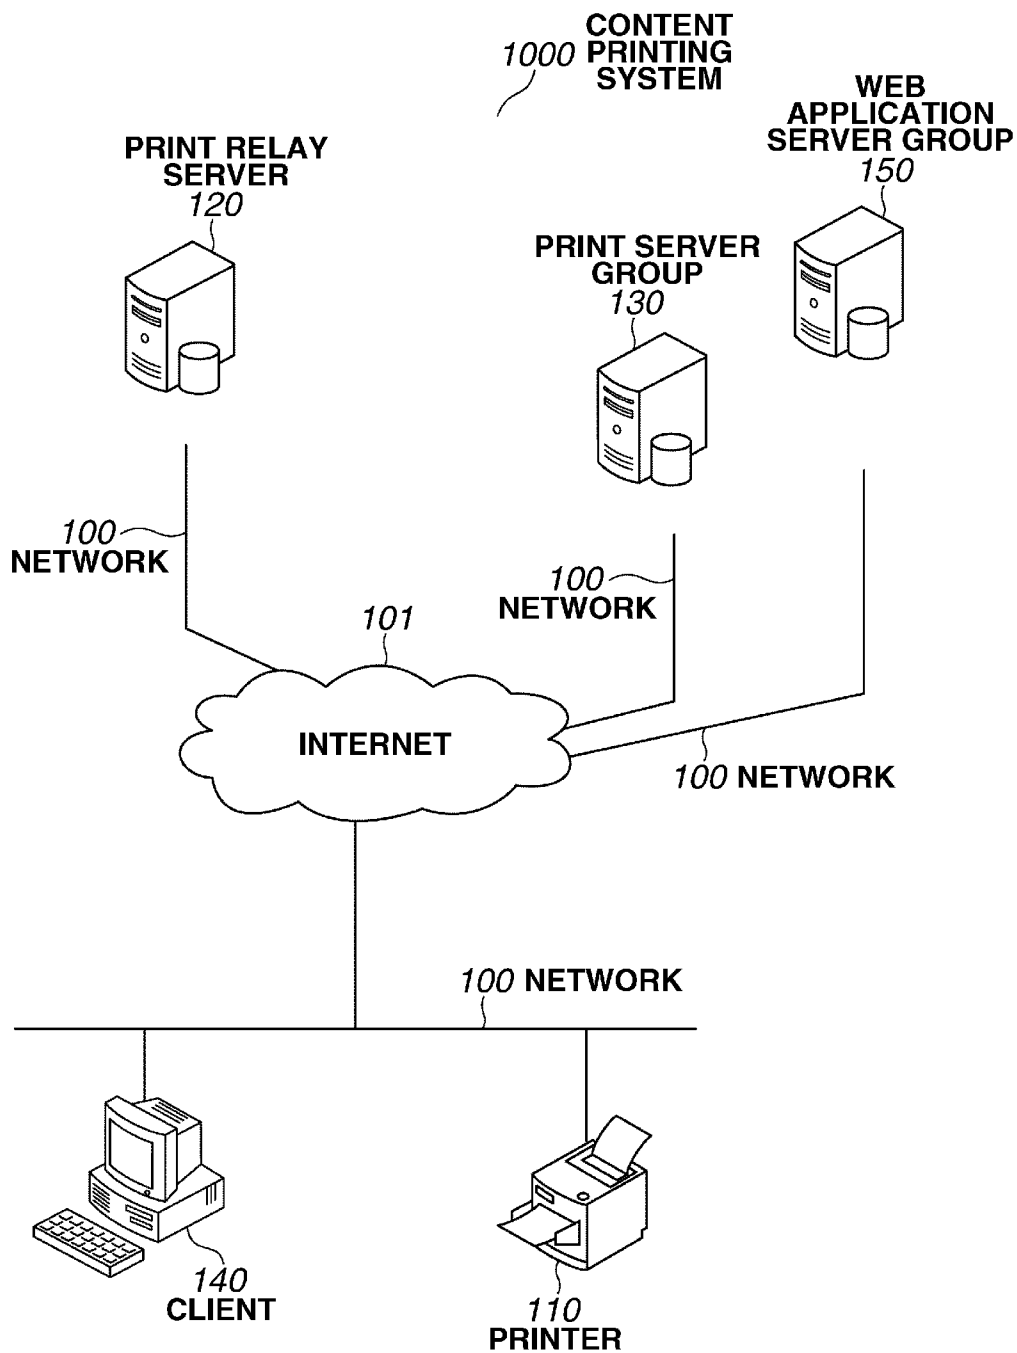 CONTENT
1000 PRINTING
SYSTEM
WEB
APPLICATION
SERVER GROUP
150
PRINT RELAY
SERVER
120
PRINT SERVER
GROUP
130
100
NETWORK
100
NETWORK
101
INTERNET
100 NETWORK
100 NETWORK
140
CLIENT
110
PRINTER